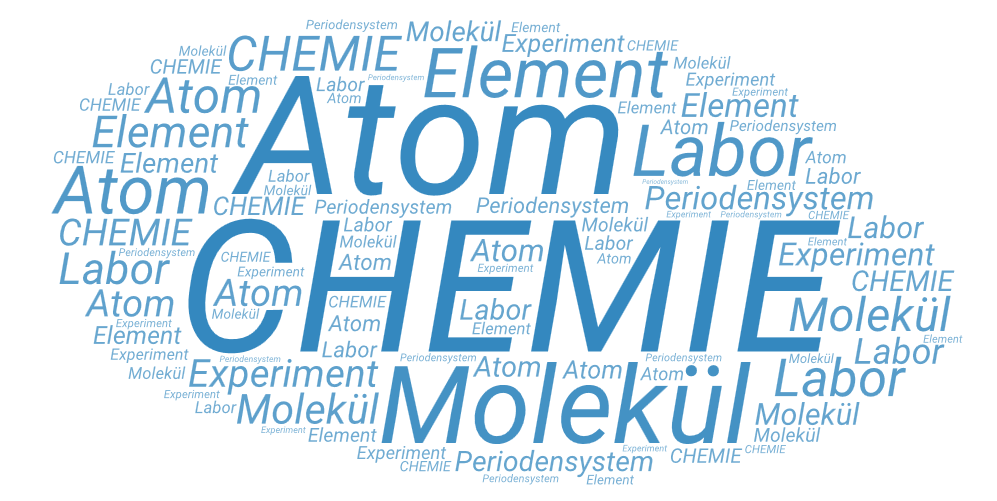 Periodensystem
Molekül
Element
CHEMIE
Experiment
CHEMIE
Molekül
CHEMIE
Element
Molekül
Element
Labor
Periodensystem
Experiment
Labor
Atom
Atom
Experiment
CHEMIE
Atom
Element
Element
Element
Labor
Atom
Periodensystem
CHEMIE
Element
Atom
Atom
Labor
Labor
Molekül
Periodensystem
Element
Periodensystem
CHEMIE
Periodensystem
Periodensystem
Experiment
Periodensystem
CHEMIE
CHEMIE
Labor
Molekül
Labor
Molekül
Labor
Element
Periodensystem
CHEMIE
Atom
Atom
Atom
Experiment
Labor
Experiment
Experiment
CHEMIE
CHEMIE
Atom
Atom
CHEMIE
Labor
Molekül
Molekül
Experiment
Atom
Element
Element
Element
Labor
Labor
Experiment
Periodensystem
Periodensystem
Periodensystem
Molekül
Molekül
Experiment
Atom
Atom
Atom
Labor
Experiment
Molekül
Labor
Molekül
Molekül
Experiment
Element
Molekül
Experiment
CHEMIE
Experiment
CHEMIE
CHEMIE
Periodensystem
Periodensystem
Element